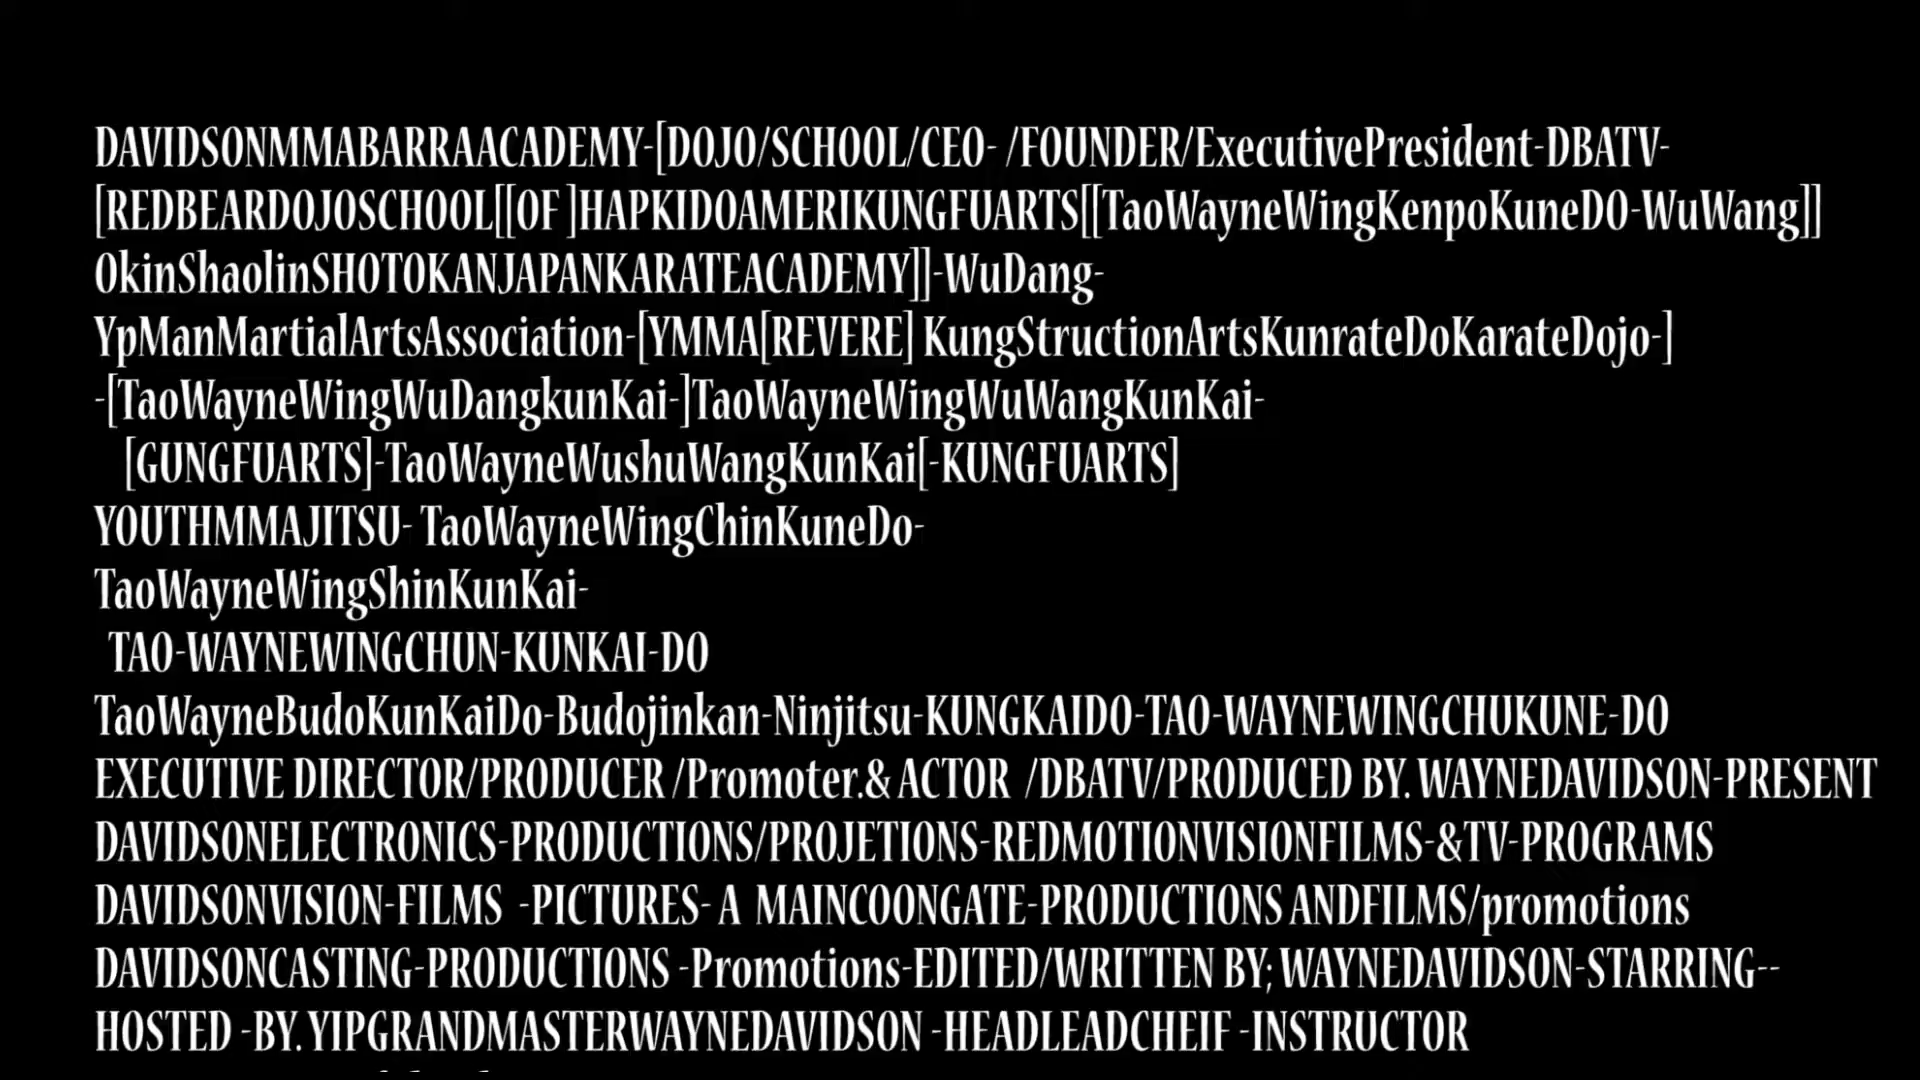 DAVIDSONMMABARRAACADEMY-[DOJO/SCHOOL/CEO- /FOUNDER/ExecutivePresident-DBATV-
[REDBEARDOJOSCHOOL[[OF ]HAPKIDOAMERIKUNGFUARTS[[TaoWayneWingKenpoKuneDO-WuWang]]
OkinShaolinSHOTOKANJAPANKARATEACADEMY]]-WuDang-
YpManMartialArtsAssociation-[YMMA[REVERE] KungStructionArtsKunrateDoKarateDojo-]
-[TaoWayneWingWuDangkunKai-]TaoWayneWingWuWangKunKai-
[GUNGFUARTS]-TaoWayneWushuWangKunKai[-KUNGFUARTS]
YOUTHMMAJITSU- TaoWayneWingChinKuneDo-
TaoWayneWingShinKunKai-
TAO-WAYNEWINGCHUN-KUNKAI-DO
TaoWayneBudoKunKaiDo-Budojinkan-Ninjitsu-KUNGKAIDO-TAO-WAYNEWINGCHUKUNE-DO
EXECUTIVE DIRECTOR/PRODUCER /Promoter.& ACTOR /DBATV/PRODUCED BY. WAYNEDAVIDSON-PRESENT
DAVIDSONELECTRONICS-PRODUCTIONS/PROJETIONS-REDMOTIONVISIONFILMS-&TV-PROGRAMS
DAVIDSONVISION-FILMS -PICTURES- A MAINCOONGATE-PRODUCTIONS ANDFILMS/promotions
DAVIDSONCASTING-PRODUCTIONS -Promotions-EDITED/WRITTEN BY; WAYNEDAVIDSON-STARRING--
HOSTED -BY. YIPGRANDMASTERWAYNEDAVIDSON -HEADLEADCHEIF -INSTRUCTOR